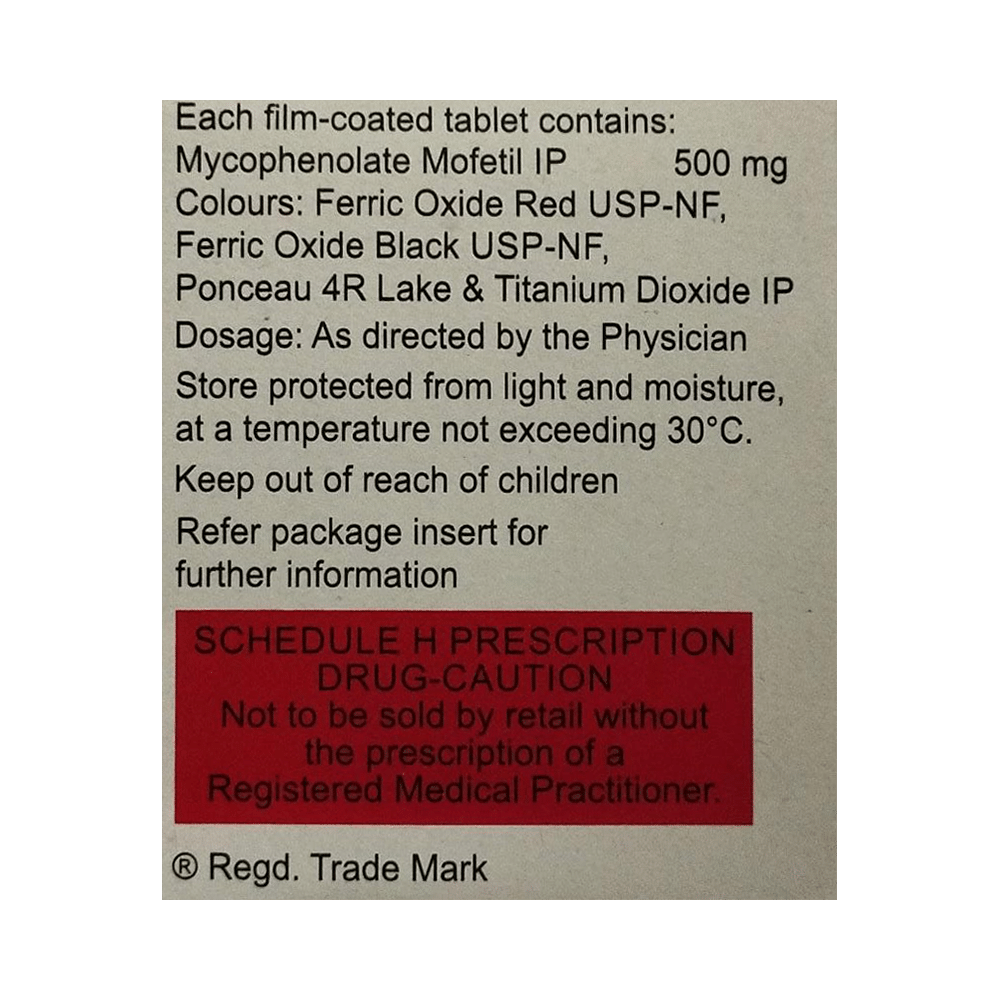 Each film-coated tablet contains:
Mycophenolate Mofetil IP 500 mg
Colours: Ferric Oxide Red USP-NF,
Ferric Oxide Black USP-NF,
Ponceau 4R Lake & Titanium Dioxide IP
Dosage: As directed by the Physician
Store protected from light and moisture,
at a temperature not exceeding 30°C.
Keep out of reach of children
Refer package insert for
further information
SCHEDULE H PRESCRIPTION
DRUG-CAUTION
Not to be sold by retail without
the prescription of a
Registered Medical Practitioner.
® Regd. Trade Mark